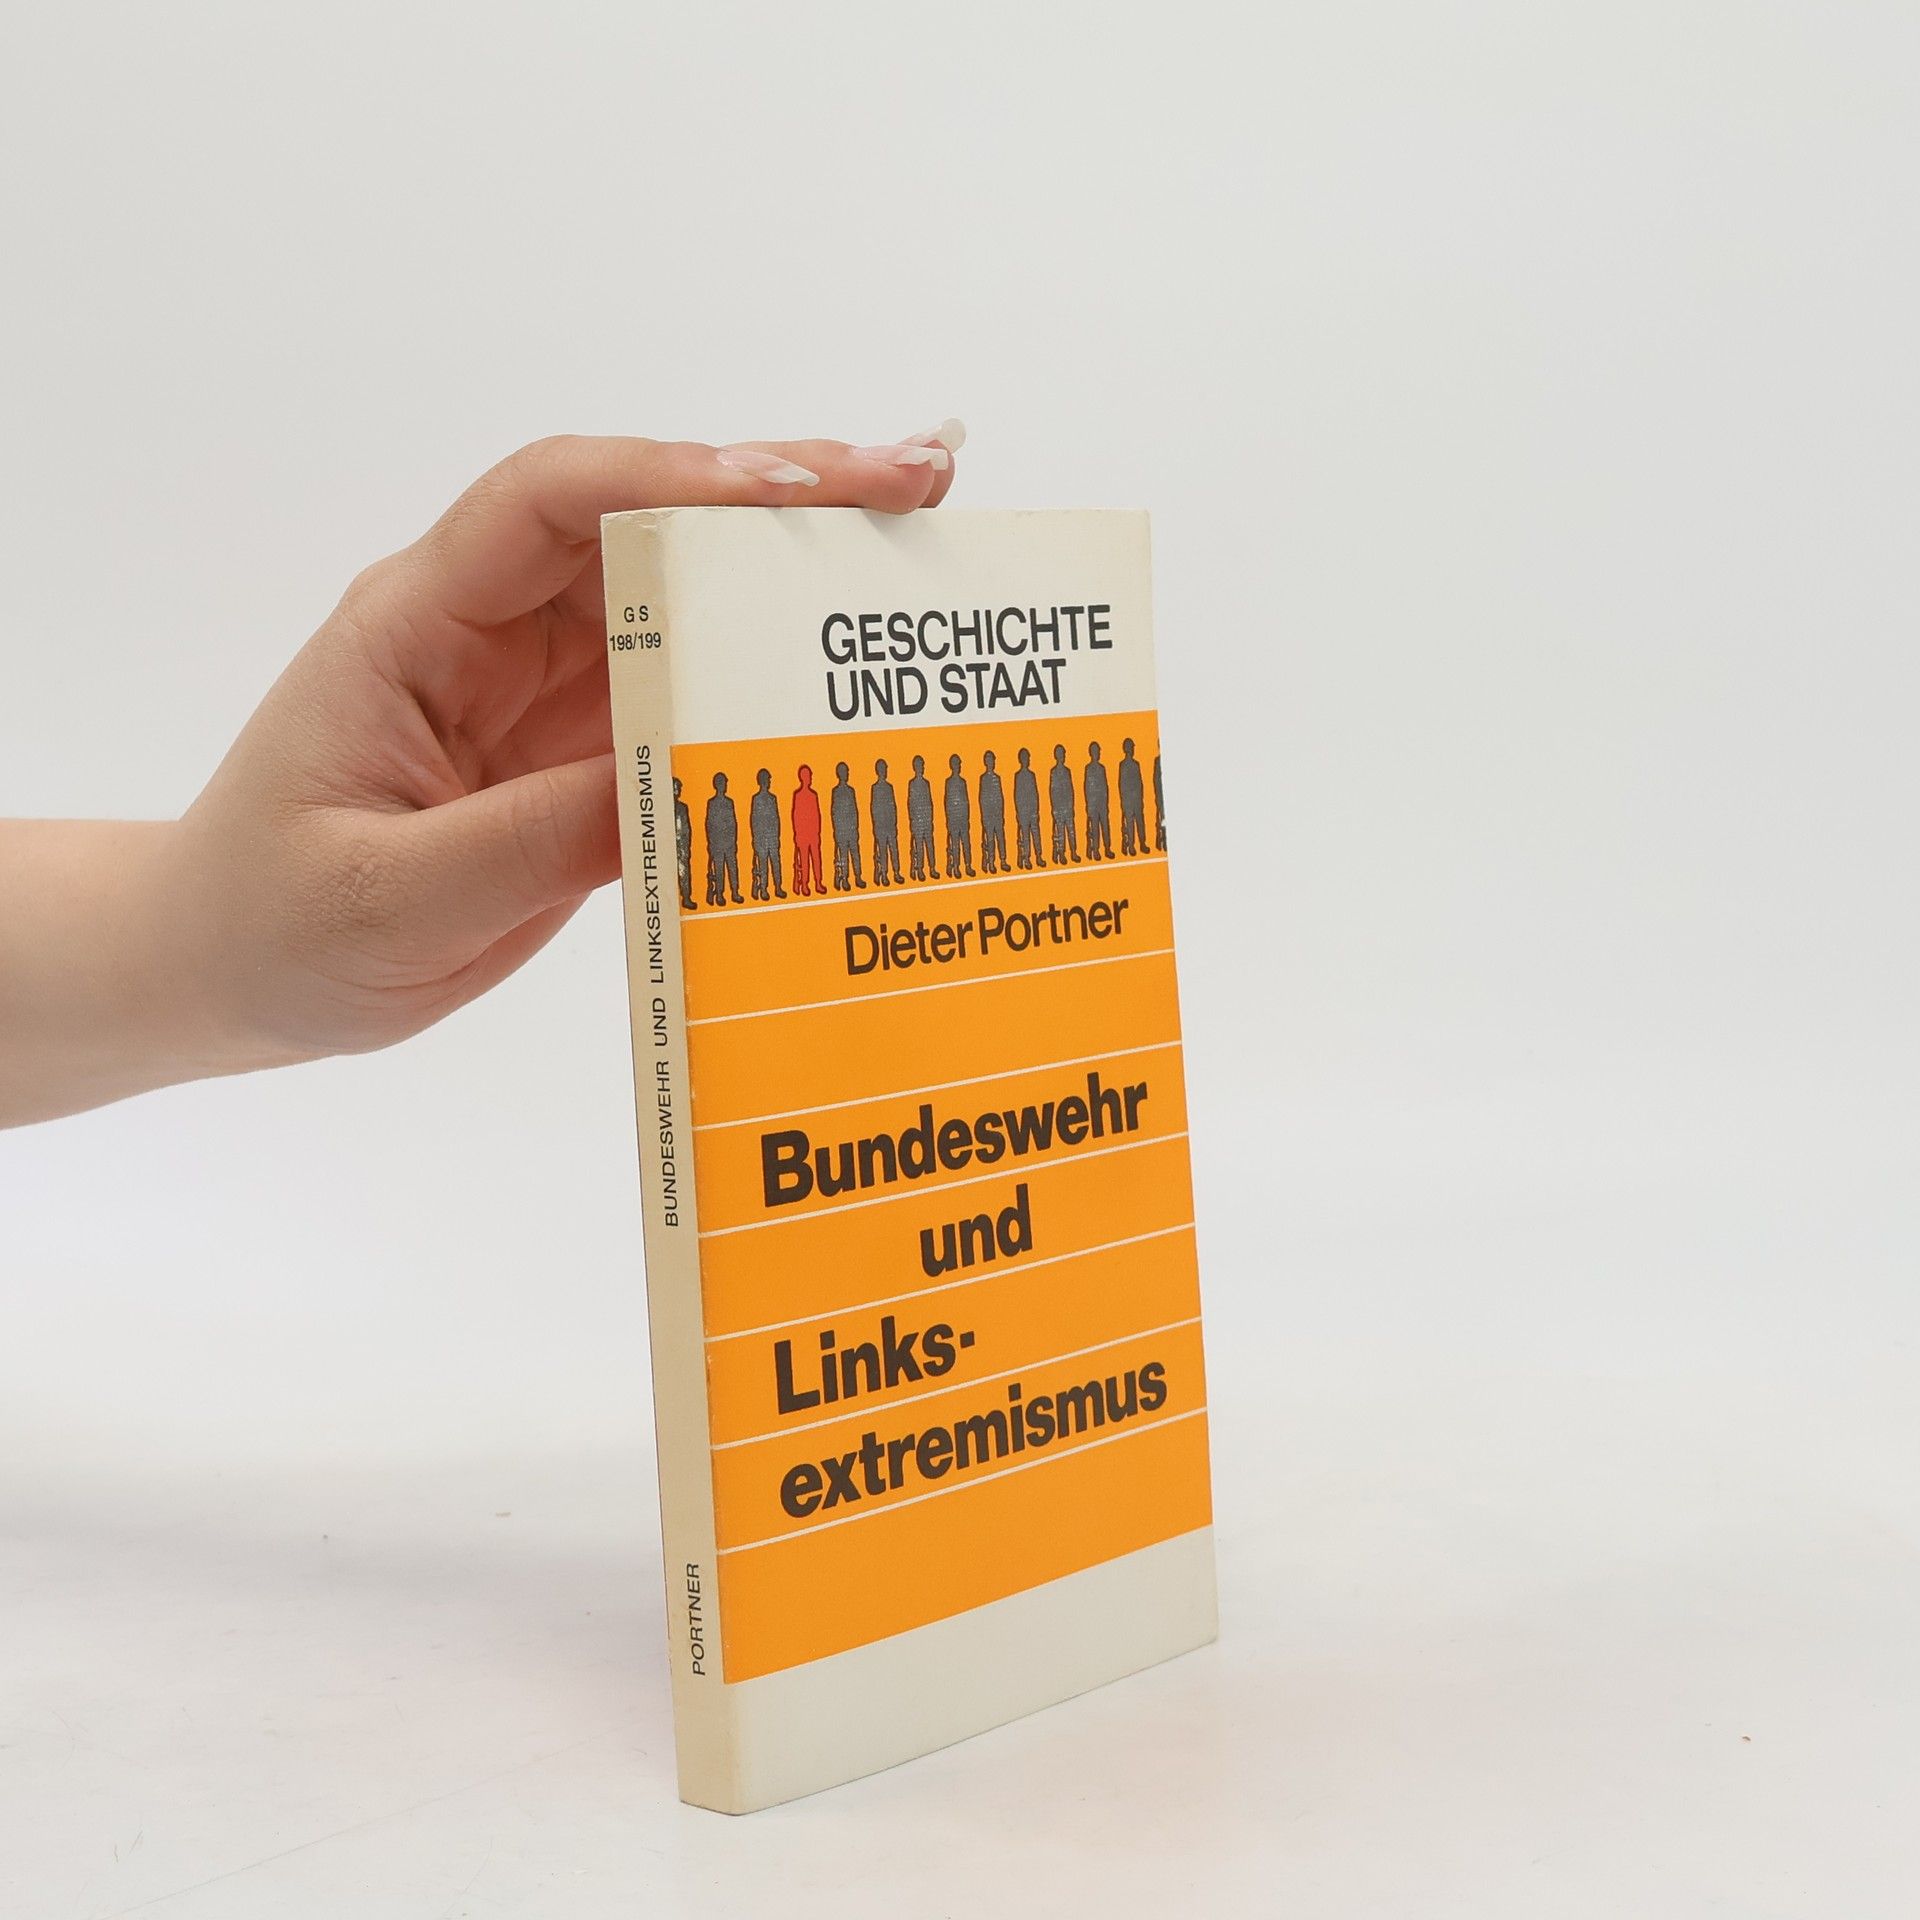 G S
198/199
BUNDESWEHR UND LINKSEXTREMISMUS
PORTNER
GESCHICHTE
UND STAAT
Dieter Portner
Bundeswehr
und
Links-
extremismus